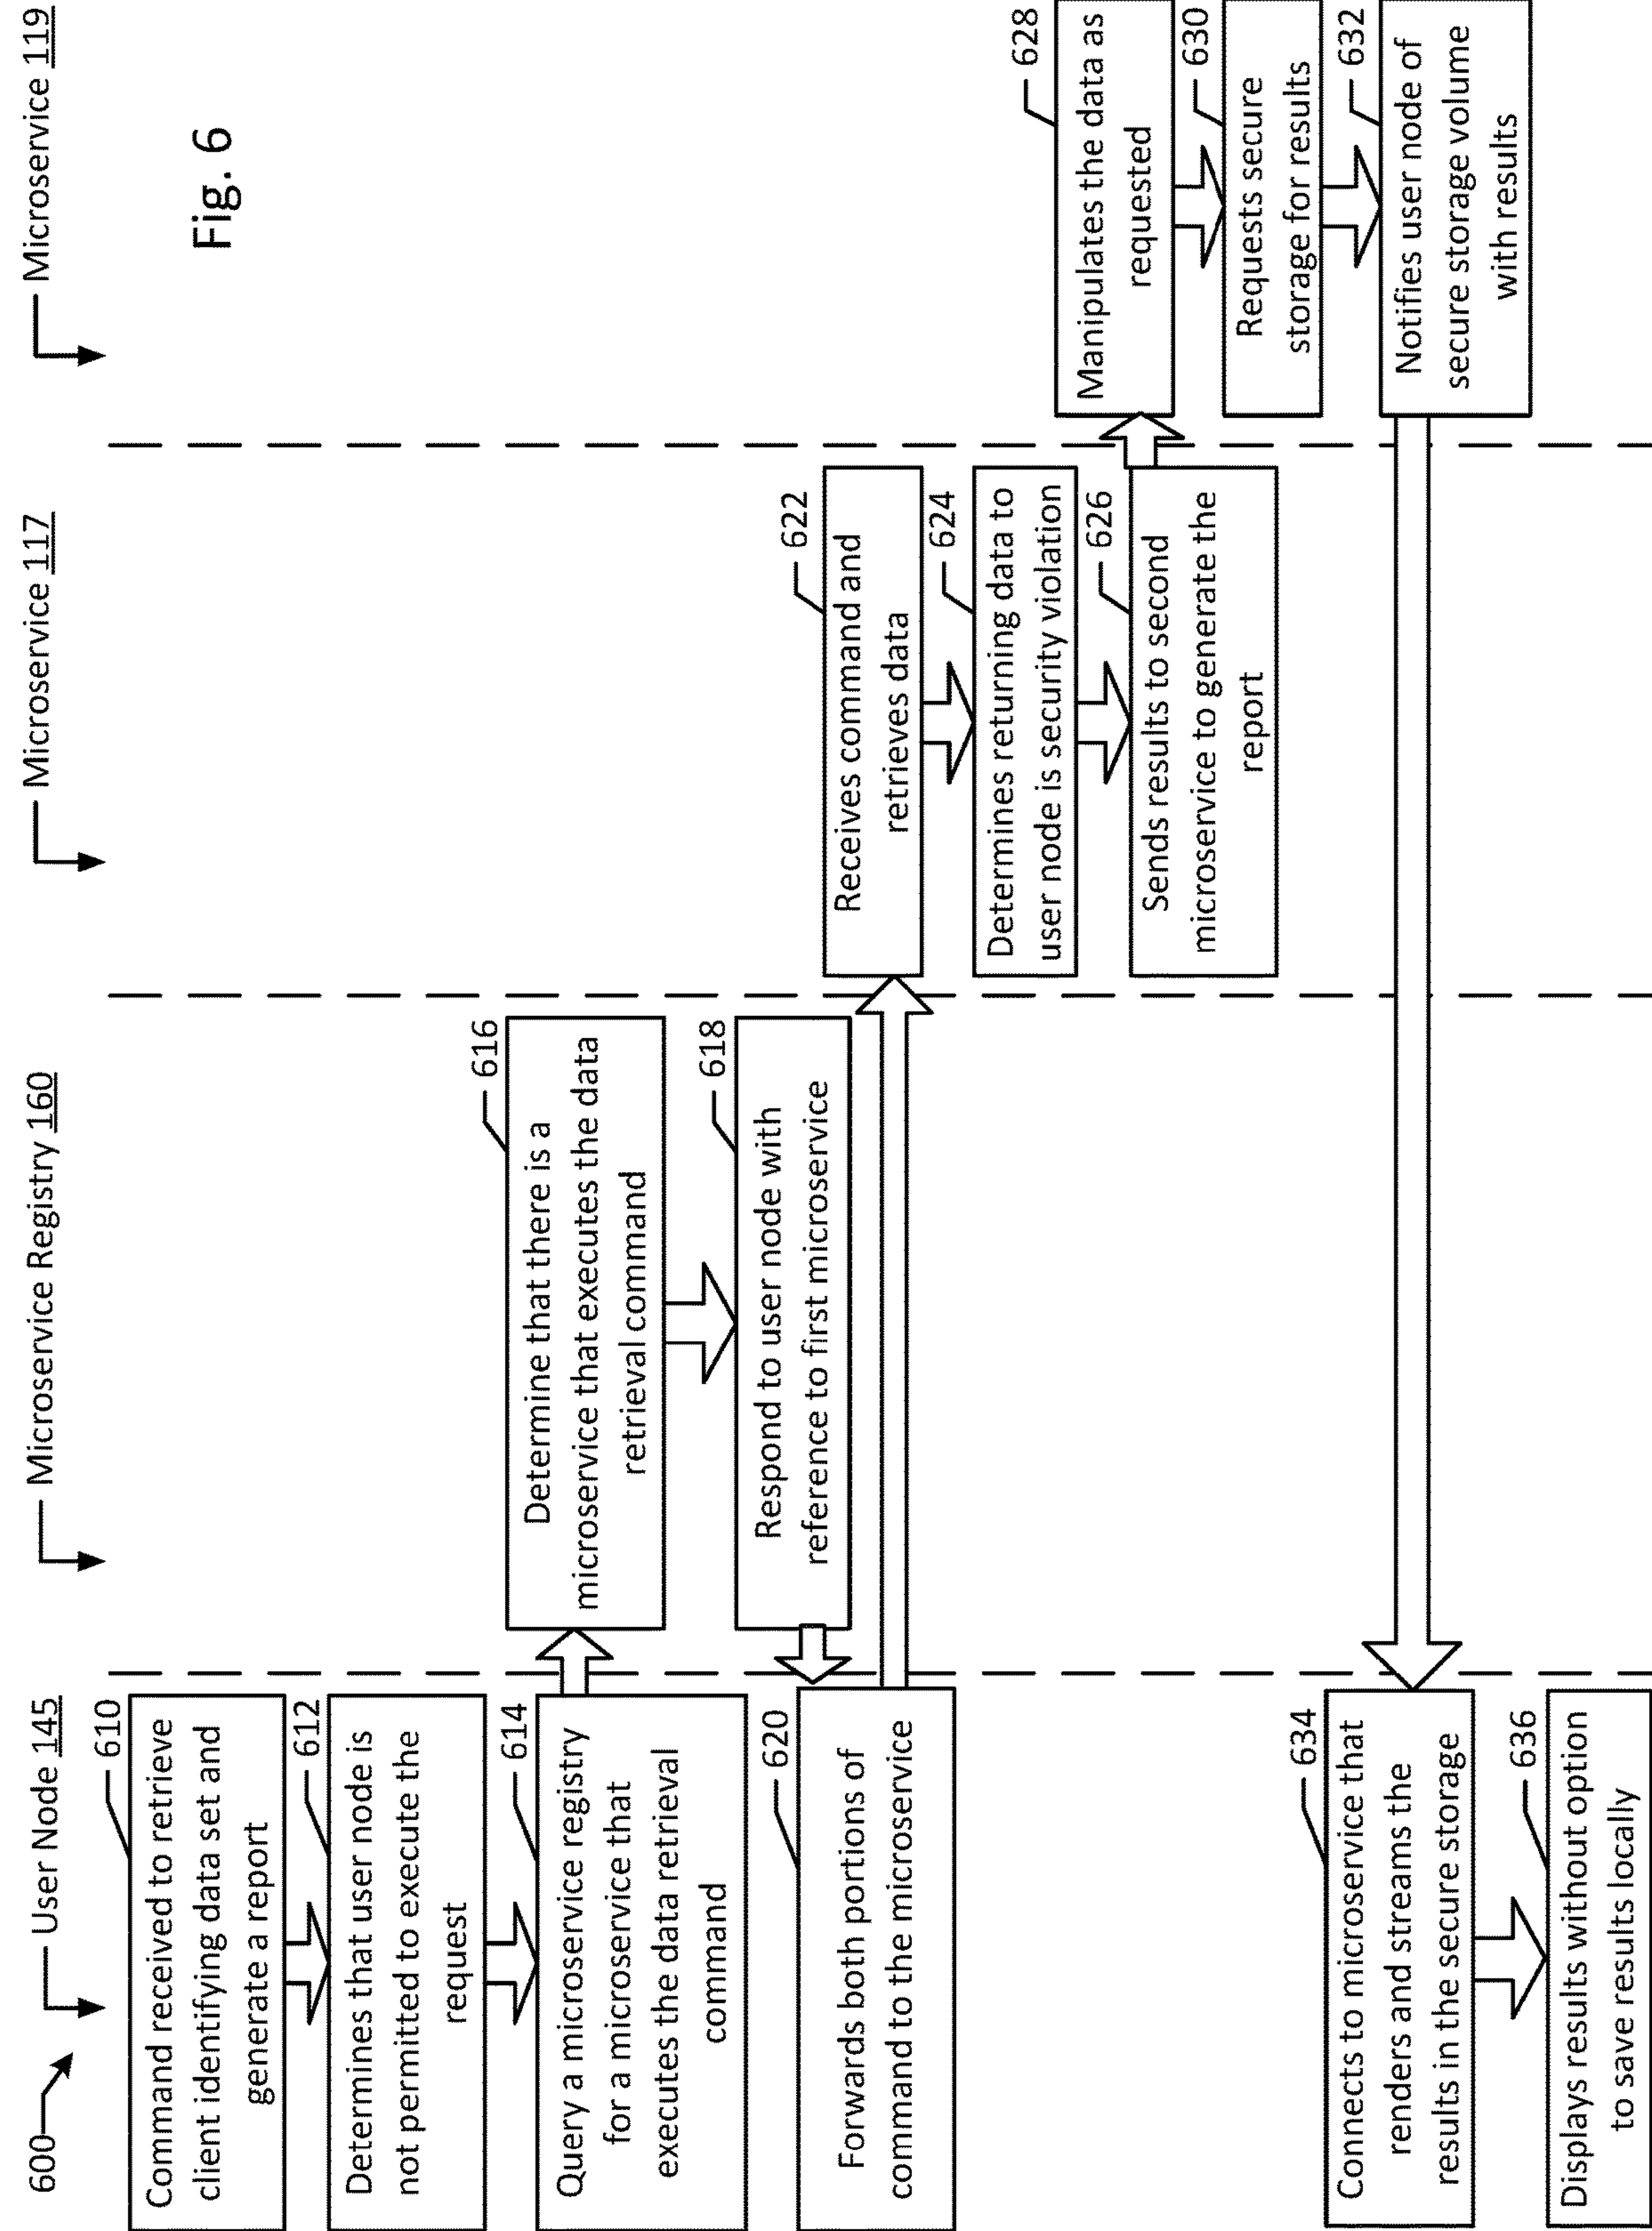 600
User Node 145
Microservice Registry 160
Microservice 117
Microservice 119
Fig. 6
610
Command received to retrieve
client identifying data set and
generate a report
612
Determines that user node is
not permitted to execute the
request
614
Query a microservice registry
for a microservice that
executes the data retrieval
command
616
Determine that there is a
microservice that executes the data
retrieval command
618
Respond to user node with
reference to first microservice
620
Forwards both portions of
command to the microservice
622
Receives command and
retrieves data
624
Determines returning data to
user node is security violation
626
Sends results to second
microservice to generate the
report
628
Manipulates the data as
requested
630
Requests secure
storage for results
632
Notifies user node of
secure storage volume
with results
634
Connects to microservice that
renders and streams the
results in the secure storage
636
Displays results without option
to save results locally